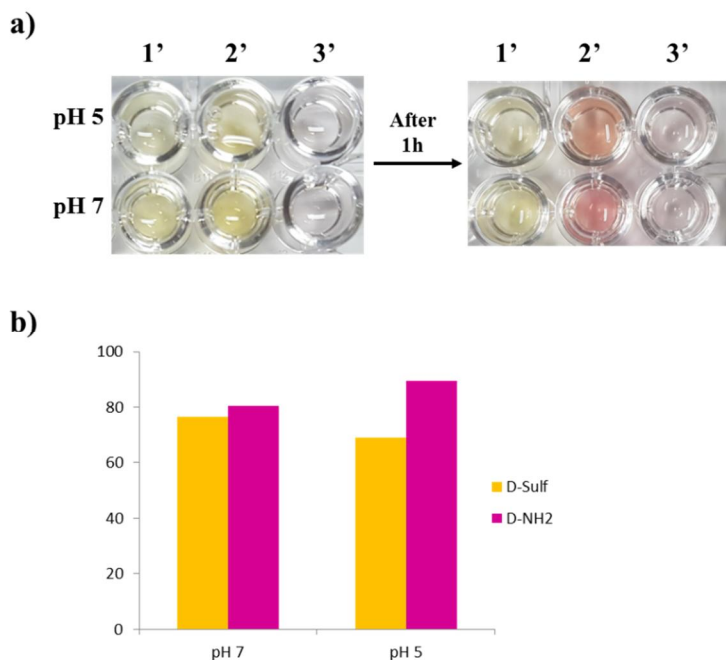 a)
1’ 2’ 3’ 1’ 2’ 3’
pH 5
After
1h
pH 7
b)
100
80
60
40
20
0
pH 7 pH 5
D-Sulf
D-NH2